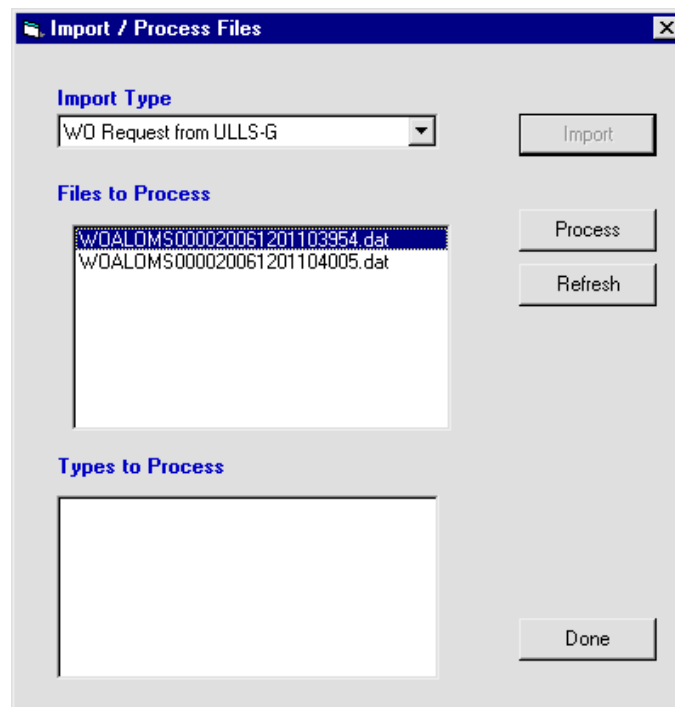 Import / Process Files
Import Type
WO Request from ULLS-G
Import
Files to Process
WOALOMS000020061201103954.dat
WOALOMS000020061201104005.dat
Process
Refresh
Types to Process
Done